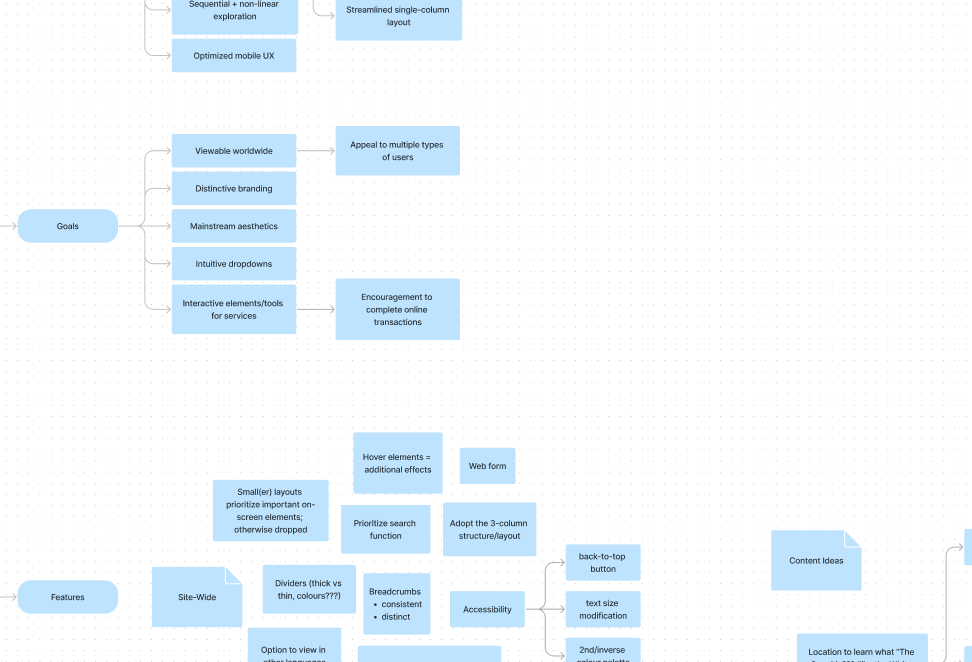 Sequential + non-linear
exploration
Streamlined single-column
layout
Optimized mobile UX
Viewable worldwide
Appeal to multiple types
of users
Distinctive branding
Goals
Mainstream aesthetics
Intuitive dropdowns
Interactive elements/tools
for services
Encouragement to
complete online
transactions
Hover elements =
additional effects
Web form
Small(er) layouts
prioritize important on-
screen elements;
otherwise dropped
Prioritize search
function
Adopt the 3-column
structure/layout
back-to-top
button
Content Ideas
Features
Site-Wide
Dividers (thick vs
thin, colours???)
Breadcrumbs
• consistent
• distinct
Accessibility
text size
modification
Option to view in
other languages
2nd/inverse
colour palette
Location to learn what "The